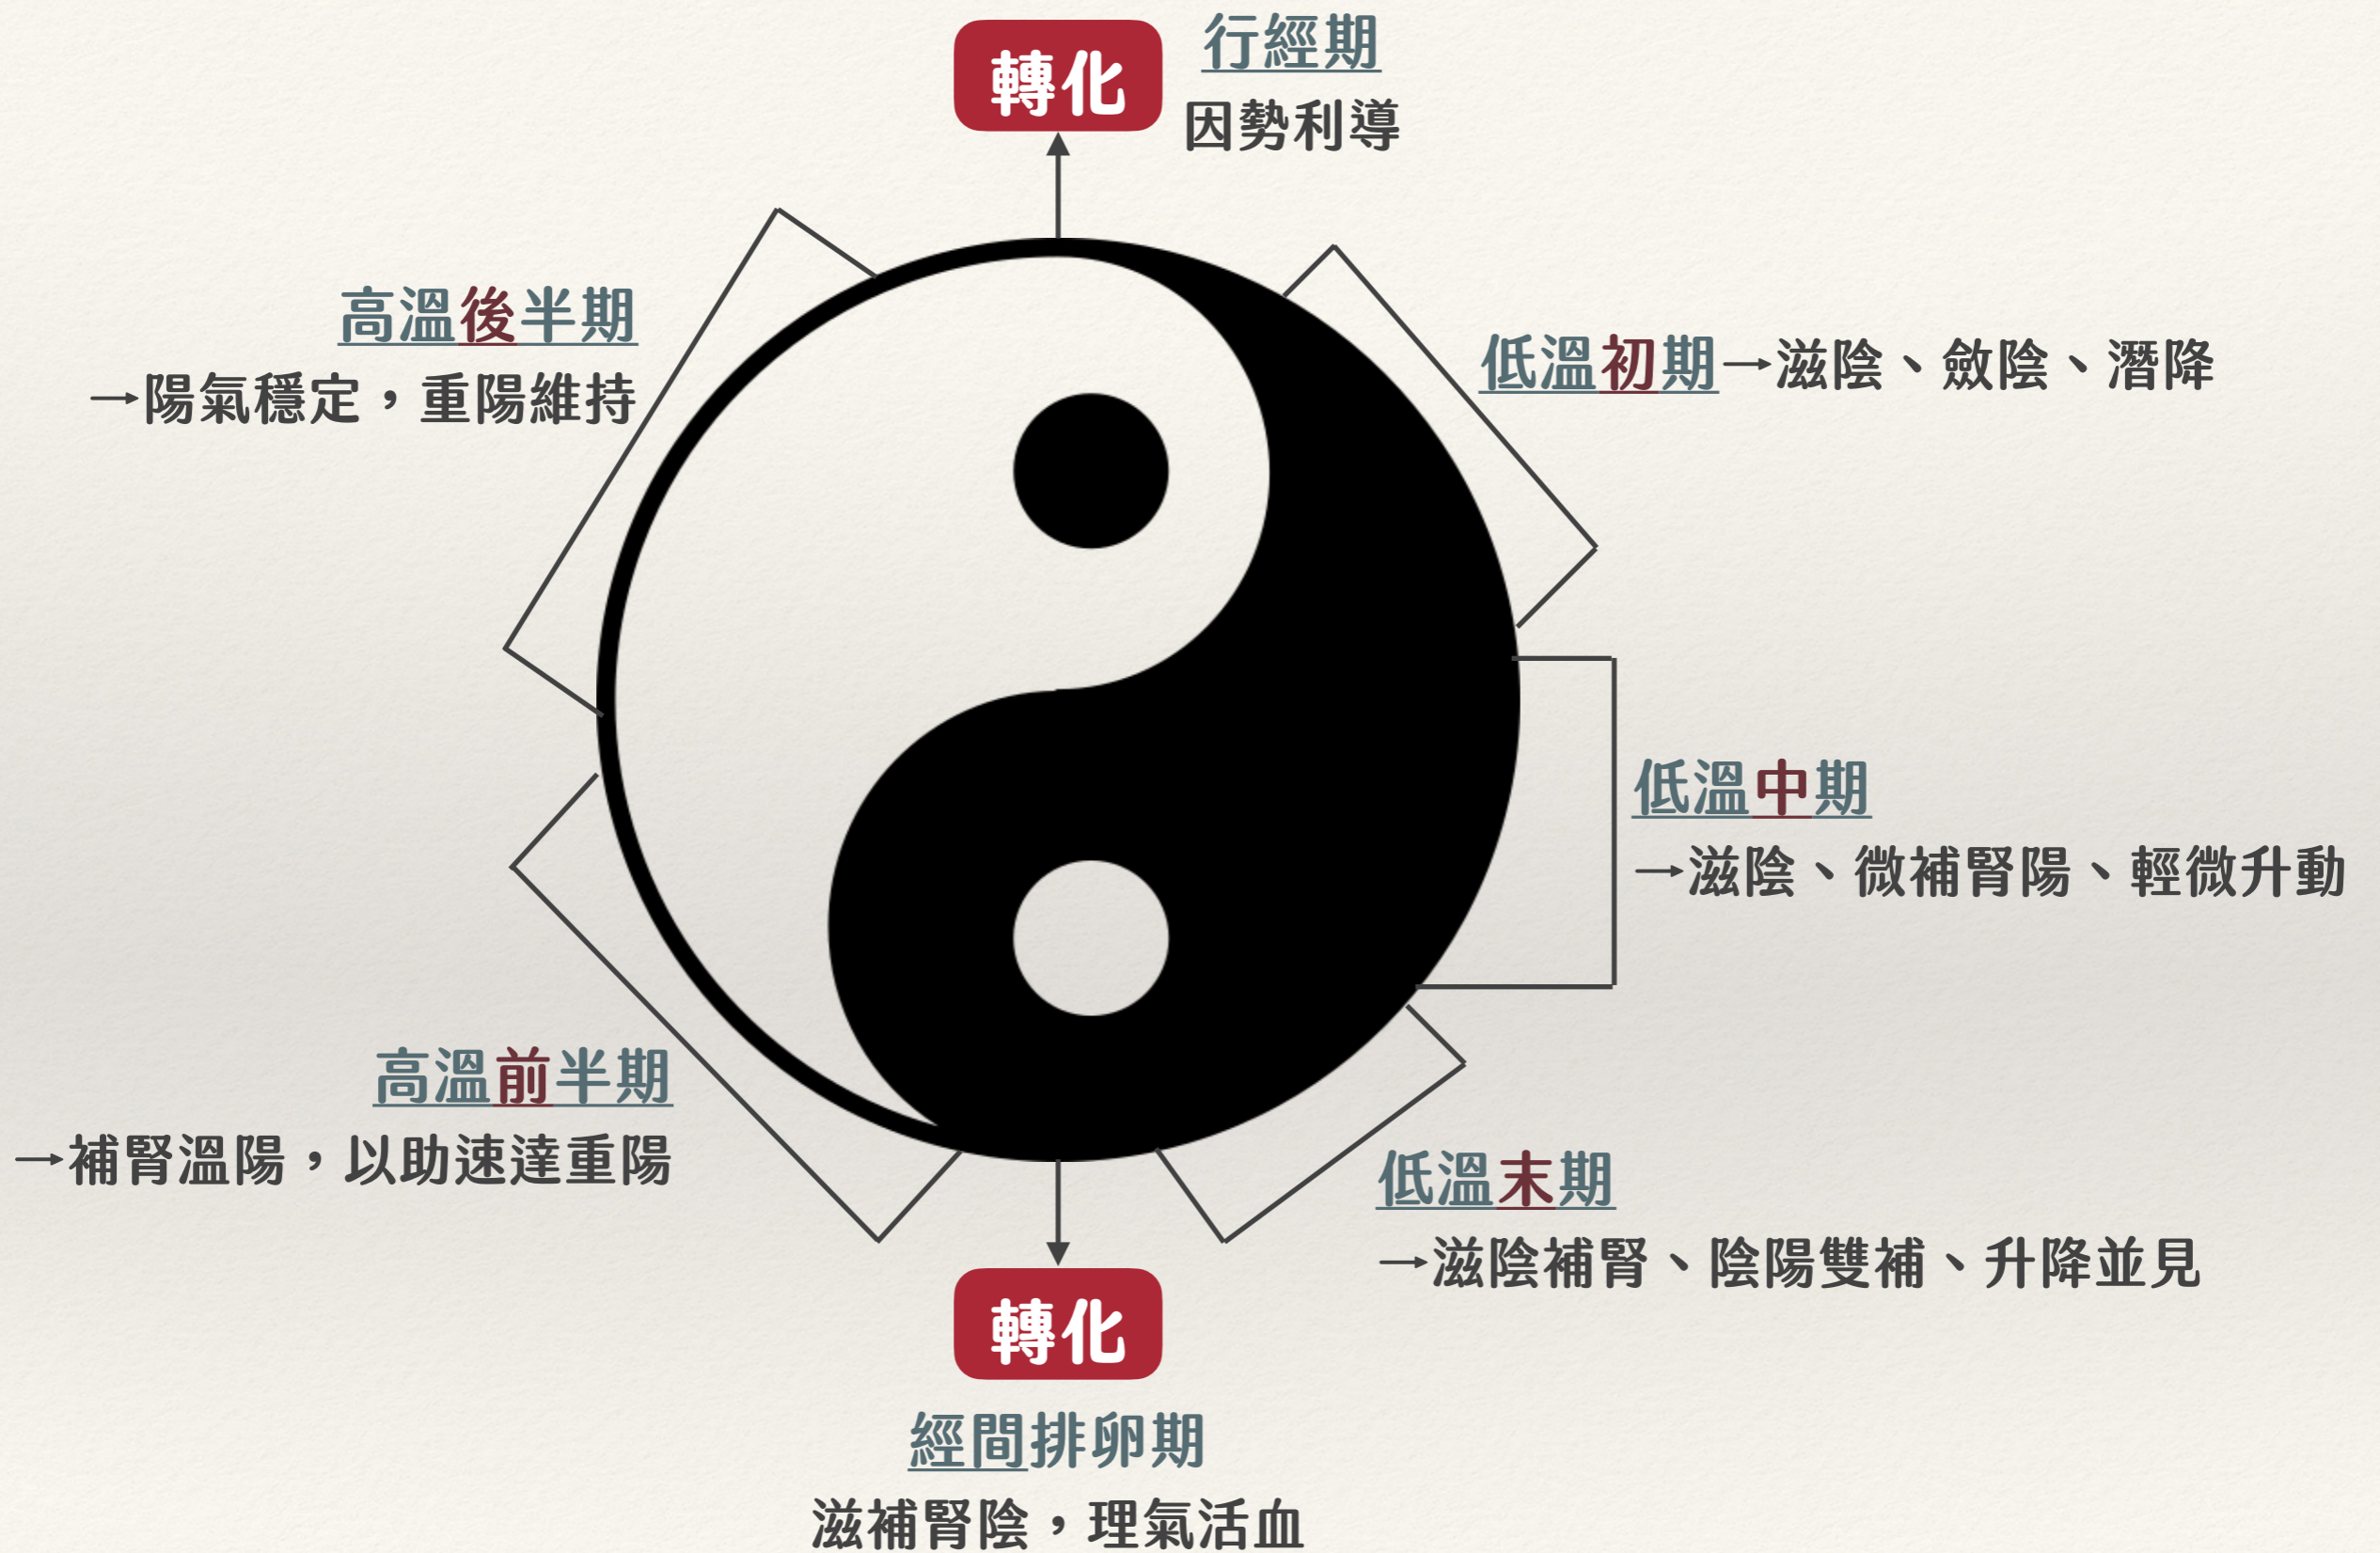 轉化
行經期
因勢利導
高溫後半期
→陽氣穩定，重陽維持
低溫初期→滋陰、斂陰、潛降
低溫中期
→滋陰、微補腎陽、輕微升動
高溫前半期
→補腎溫陽，以助速達重陽
低溫末期
→滋陰補腎、陰陽雙補、升降並見
轉化
經間排卵期
滋補腎陰，理氣活血